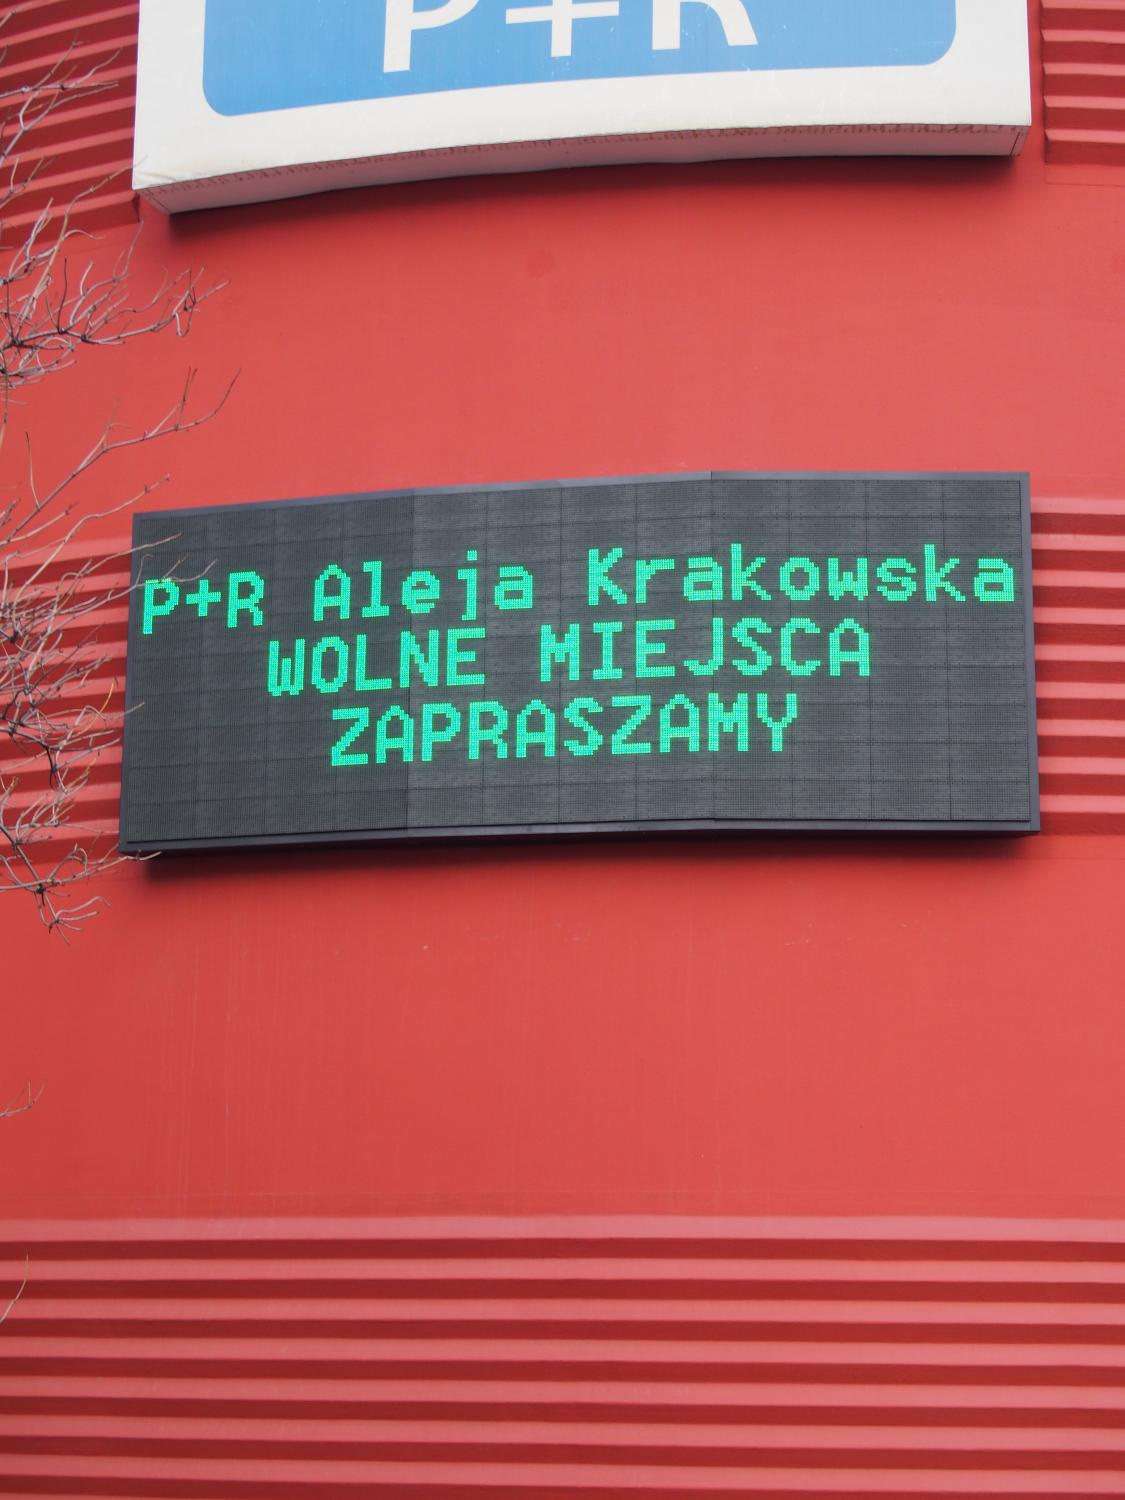 P+R
P+R Aleja Krakowska
WOLNE MIEJSCA
ZAPRASZAMY